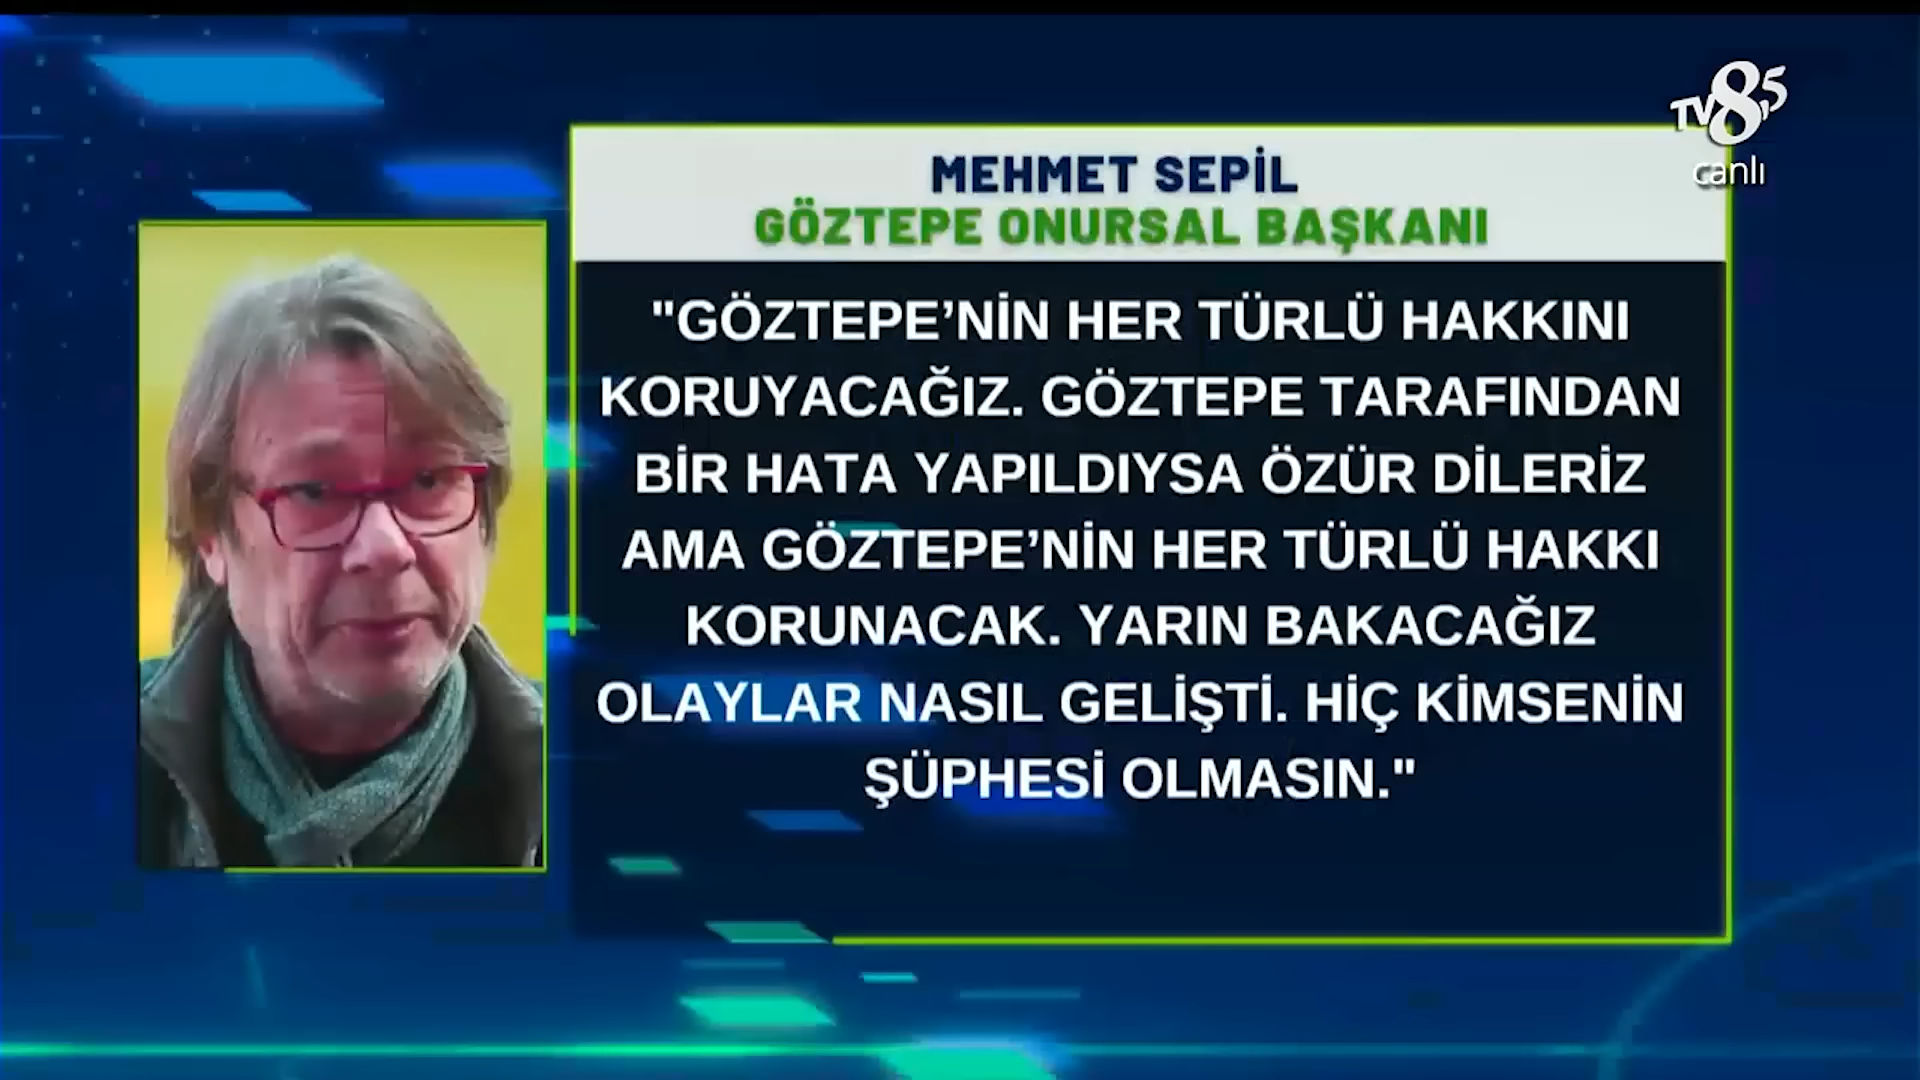 TV8,5
canlı
MEHMET SEPİL
GÖZTEPE ONURSAL BAŞKANI
"GÖZTEPE’NİN HER TÜRLÜ HAKKINI
KORUYACAĞIZ. GÖZTEPE TARAFINDAN
BİR HATA YAPILDIYSA ÖZÜR DİLERİZ
AMA GÖZTEPE’NİN HER TÜRLÜ HAKKI
KORUNACAK. YARIN BAKACAĞIZ
OLAYLAR NASIL GELİŞTİ. HİÇ KİMSENİN
ŞÜPHESİ OLMASIN."